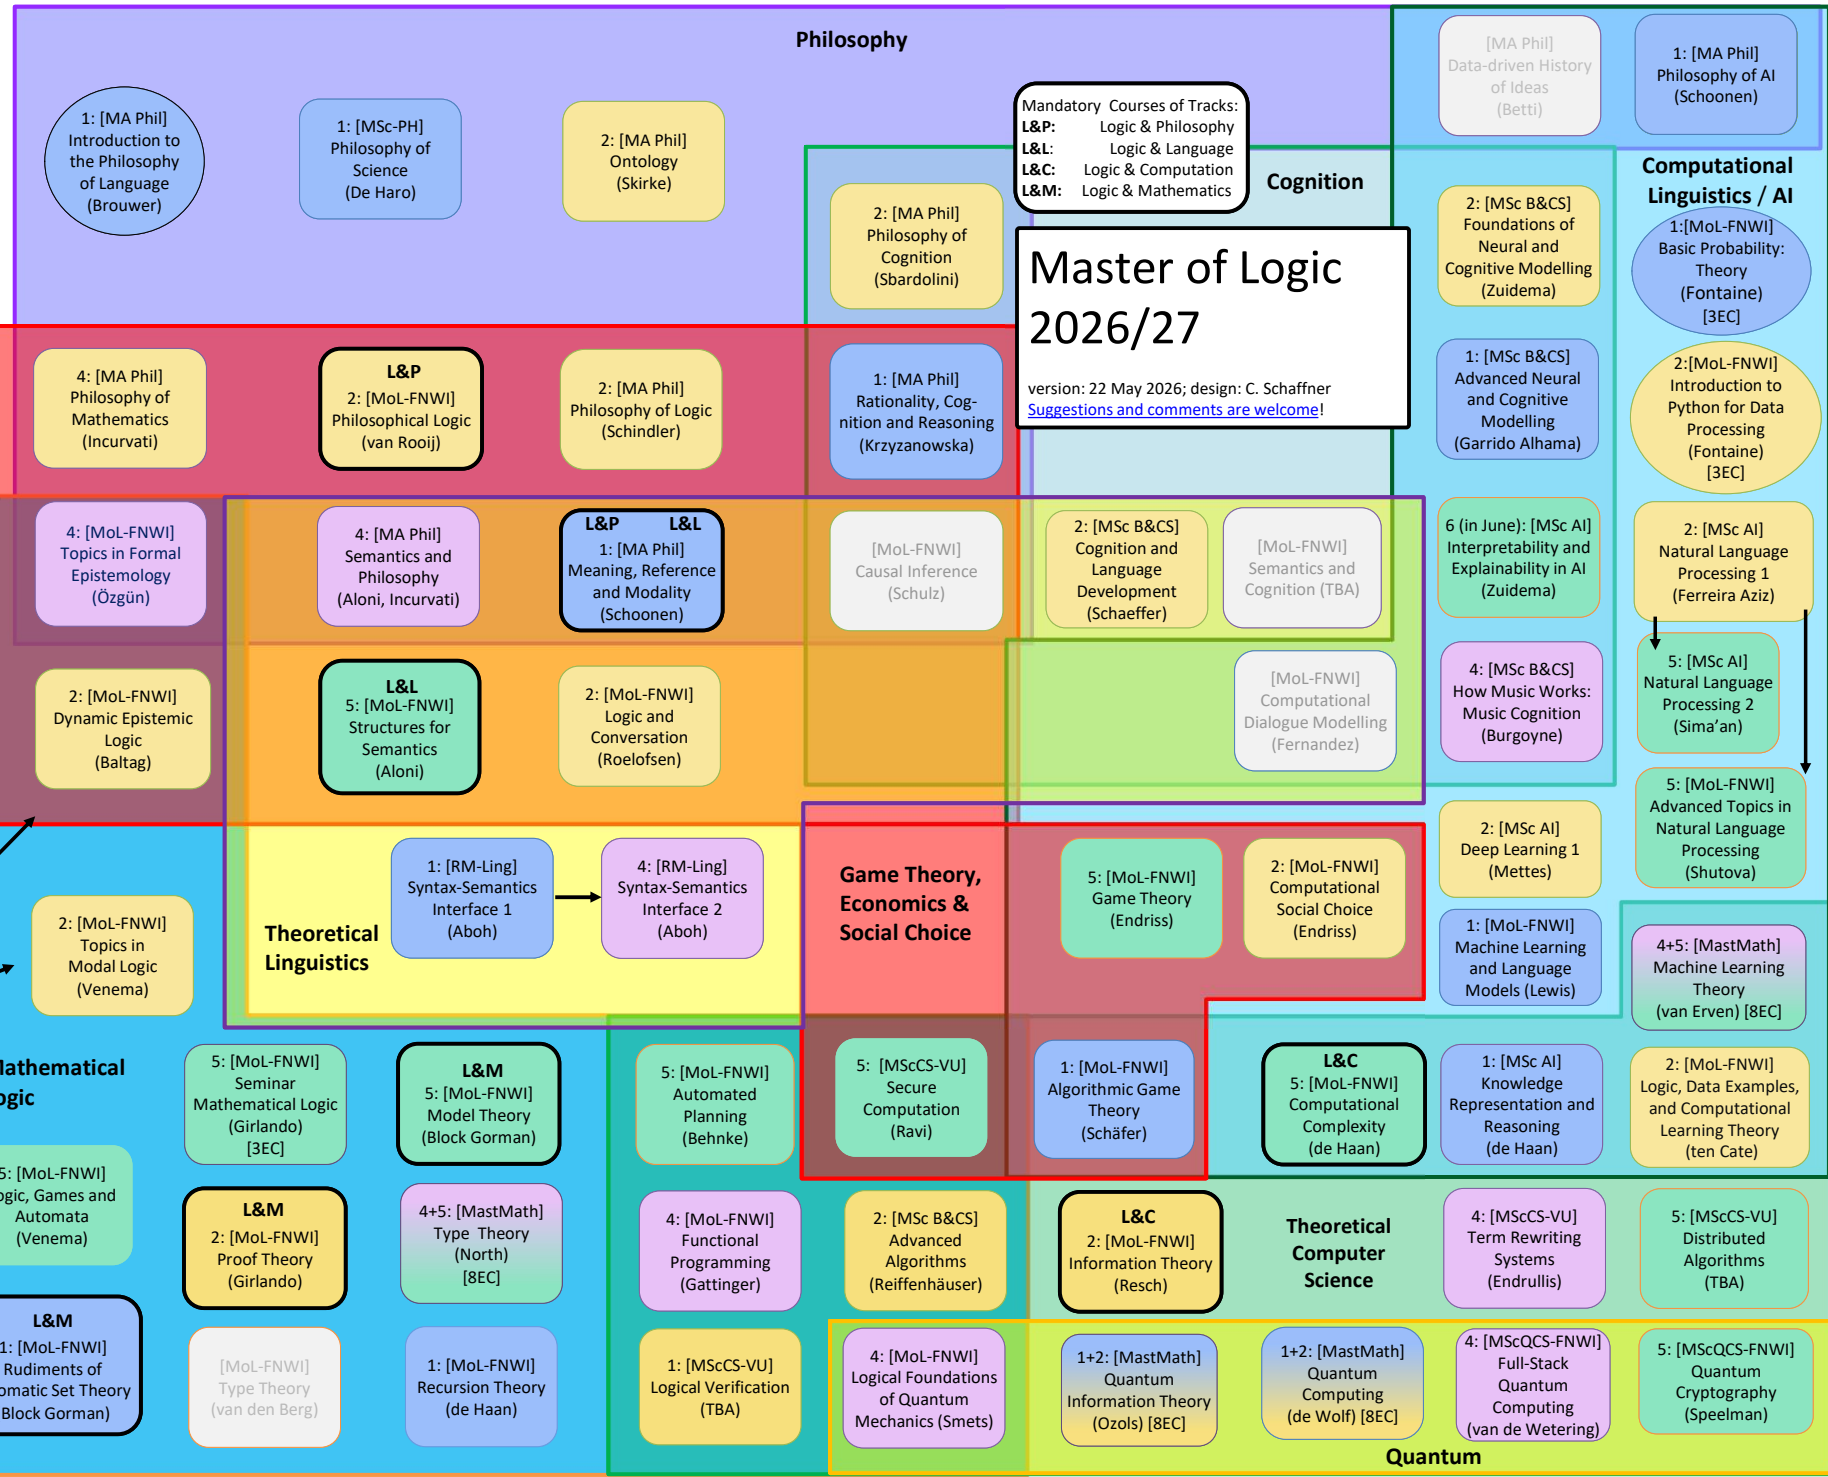 Philosophy
[MA Phil]
Data-driven History
of Ideas
(Betti)
1: [MA Phil]
Philosophy of AI
(Schoonen)
1: [MA Phil]
Introduction to
the Philosophy
of Language
(Brouwer)
1: [MSc-PH]
Philosophy of
Science
(De Haro)
2: [MA Phil]
Ontology
(Skirke)
Mandatory Courses of Tracks:
L&P: Logic & Philosophy
L&L: Logic & Language
L&C: Logic & Computation
L&M: Logic & Mathematics
Cognition
Computational
Linguistics / AI
2: [MA Phil]
Philosophy of
Cognition
(Sbardolini)
Master of Logic
2026/27
version: 22 May 2026; design: C. Schaffner
Suggestions and comments are welcome!
2: [MSc B&CS]
Foundations of
Neural and
Cognitive Modelling
(Zuidema)
1:[MoL-FNWI]
Basic Probability:
Theory
(Fontaine)
[3EC]
4: [MA Phil]
Philosophy of
Mathematics
(Incurvati)
L&P
2: [MoL-FNWI]
Philosophical Logic
(van Rooij)
2: [MA Phil]
Philosophy of Logic
(Schindler)
1: [MA Phil]
Rationality, Cog-
nition and Reasoning
(Krzyzanowska)
1: [MSc B&CS]
Advanced Neural
and Cognitive
Modelling
(Garrido Alhama)
2:[MoL-FNWI]
Introduction to
Python for Data
Processing
(Fontaine)
[3EC]
4: [MoL-FNWI]
Topics in Formal
Epistemology
(Özgün)
4: [MA Phil]
Semantics and
Philosophy
(Aloni, Incurvati)
L&P L&L
1: [MA Phil]
Meaning, Reference
and Modality
(Schoonen)
[MoL-FNWI]
Causal Inference
(Schulz)
2: [MSc B&CS]
Cognition and
Language
Development
(Schaeffer)
[MoL-FNWI]
Semantics and
Cognition (TBA)
6 (in June): [MSc AI]
Interpretability and
Explainability in AI
(Zuidema)
2: [MSc AI]
Natural Language
Processing 1
(Ferreira Aziz)
2: [MoL-FNWI]
Dynamic Epistemic
Logic
(Baltag)
L&L
5: [MoL-FNWI]
Structures for
Semantics
(Aloni)
2: [MoL-FNWI]
Logic and
Conversation
(Roelofsen)
[MoL-FNWI]
Computational
Dialogue Modelling
(Fernandez)
4: [MSc B&CS]
How Music Works:
Music Cognition
(Burgoyne)
5: [MSc AI]
Natural Language
Processing 2
(Sima'an)
5: [MoL-FNWI]
Advanced Topics in
Natural Language
Processing
(Shutova)
2: [MoL-FNWI]
Topics in
Modal Logic
(Venema)
Theoretical
Linguistics
1: [RM-Ling]
Syntax-Semantics
Interface 1
(Aboh)
4: [RM-Ling]
Syntax-Semantics
Interface 2
(Aboh)
Game Theory,
Economics &
Social Choice
5: [MoL-FNWI]
Game Theory
(Endriss)
2: [MoL-FNWI]
Computational
Social Choice
(Endriss)
2: [MSc AI]
Deep Learning 1
(Mettes)
1: [MoL-FNWI]
Machine Learning
and Language
Models (Lewis)
4+5: [MastMath]
Machine Learning
Theory
(van Erven) [8EC]
5: [MoL-FNWI]
Seminar
Mathematical Logic
(Girlando)
[3EC]
L&M
5: [MoL-FNWI]
Model Theory
(Block Gorman)
5: [MoL-FNWI]
Automated
Planning
(Behnke)
5: [MScCS-VU]
Secure
Computation
(Ravi)
1: [MoL-FNWI]
Algorithmic Game
Theory
(Schäfer)
L&C
5: [MoL-FNWI]
Computational
Complexity
(de Haan)
1: [MSc AI]
Knowledge
Representation and
Reasoning
(de Haan)
2: [MoL-FNWI]
Logic, Data Examples,
and Computational
Learning Theory
(ten Cate)
athematical
ogic
5: [MoL-FNWI]
ogic, Games and
Automata
(Venema)
L&M
2: [MoL-FNWI]
Proof Theory
(Girlando)
4+5: [MastMath]
Type Theory
(North)
[8EC]
4: [MoL-FNWI]
Functional
Programming
(Gattinger)
2: [MSc B&CS]
Advanced
Algorithms
(Reiffenhäuser)
L&C
2: [MoL-FNWI]
Information Theory
(Resch)
Theoretical
Computer
Science
4: [MScCS-VU]
Term Rewriting
Systems
(Endrullis)
5: [MScCS-VU]
Distributed
Algorithms
(TBA)
L&M
1: [MoL-FNWI]
Rudiments of
omatic Set Theory
Block Gorman)
[MoL-FNWI]
Type Theory
(van den Berg)
1: [MoL-FNWI]
Recursion Theory
(de Haan)
1: [MScCS-VU]
Logical Verification
(TBA)
4: [MoL-FNWI]
Logical Foundations
of Quantum
Mechanics (Smets)
1+2: [MastMath]
Quantum
Information Theory
(Ozols) [8EC]
1+2: [MastMath]
Quantum
Computing
(de Wolf) [8EC]
4: [MScQCS-FNWI]
Full-Stack
Quantum
Computing
(van de Wetering)
5: [MScQCS-FNWI]
Quantum
Cryptography
(Speelman)
Quantum